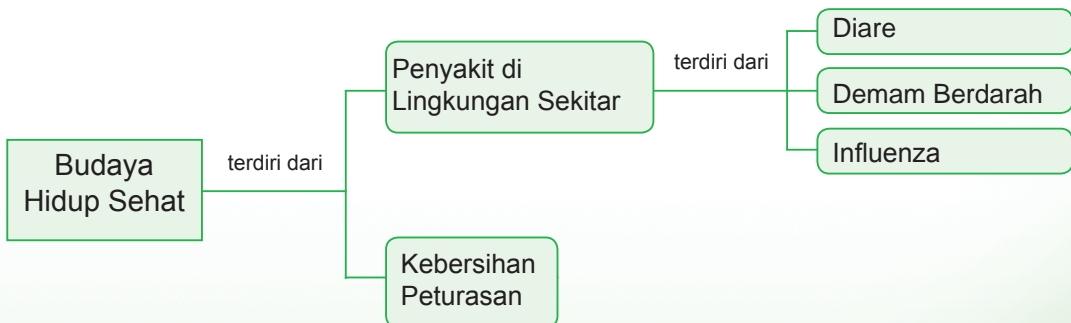 Budaya
Hidup Sehat
terdiri dari
Penyakit di
Lingkungan Sekitar
terdiri dari
Diare
Demam Berdarah
Influenza
Kebersihan
Peturasan